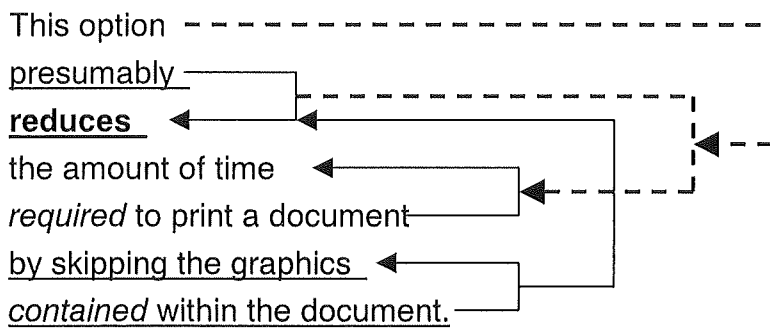 This option
presumably
reduces
the amount of time
required to print a document
by skipping the graphics
contained within the document.